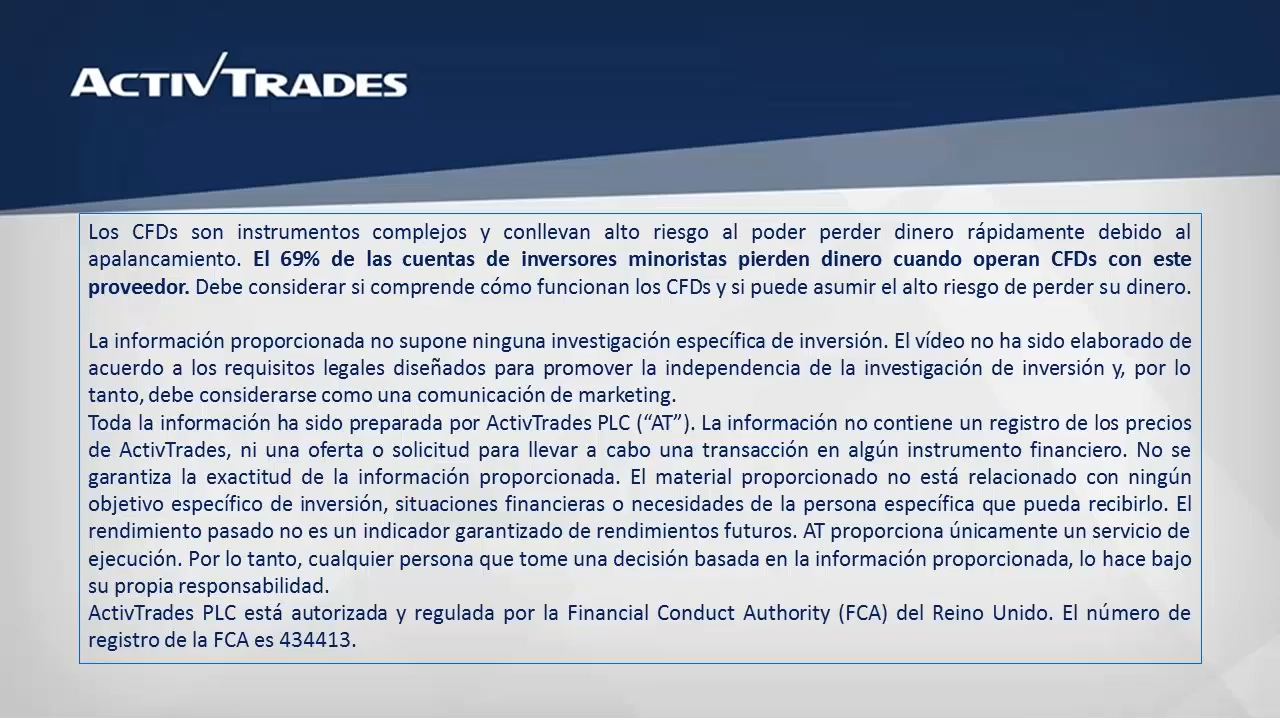 ACTIVTRADES
Los CFDs son instrumentos complejos y conllevan alto riesgo al poder perder dinero rápidamente debido al
apalancamiento. El 69% de las cuentas de inversores minoristas pierden dinero cuando operan CFDs con este
proveedor. Debe considerar si comprende cómo funcionan los CFDs y si puede asumir el alto riesgo de perder su dinero.
La información proporcionada no supone ninguna investigación específica de inversión. El vídeo no ha sido elaborado de
acuerdo a los requisitos legales diseñados para promover la independencia de la investigación de inversión y, por lo
tanto, debe considerarse como una comunicación de marketing.
Toda la información ha sido preparada por ActivTrades PLC (“AT”). La información no contiene un registro de los precios
de ActivTrades, ni una oferta o solicitud para llevar a cabo una transacción en algún instrumento financiero. No se
garantiza la exactitud de la información proporcionada. El material proporcionado no está relacionado con ningún
objetivo específico de inversión, situaciones financieras o necesidades de la persona específica que pueda recibirlo. El
rendimiento pasado no es un indicador garantizado de rendimientos futuros. AT proporciona únicamente un servicio de
ejecución. Por lo tanto, cualquier persona que tome una decisión basada en la información proporcionada, lo hace bajo
su propia responsabilidad.
ActivTrades PLC está autorizada y regulada por la Financial Conduct Authority (FCA) del Reino Unido. El número de
registro de la FCA es 434413.